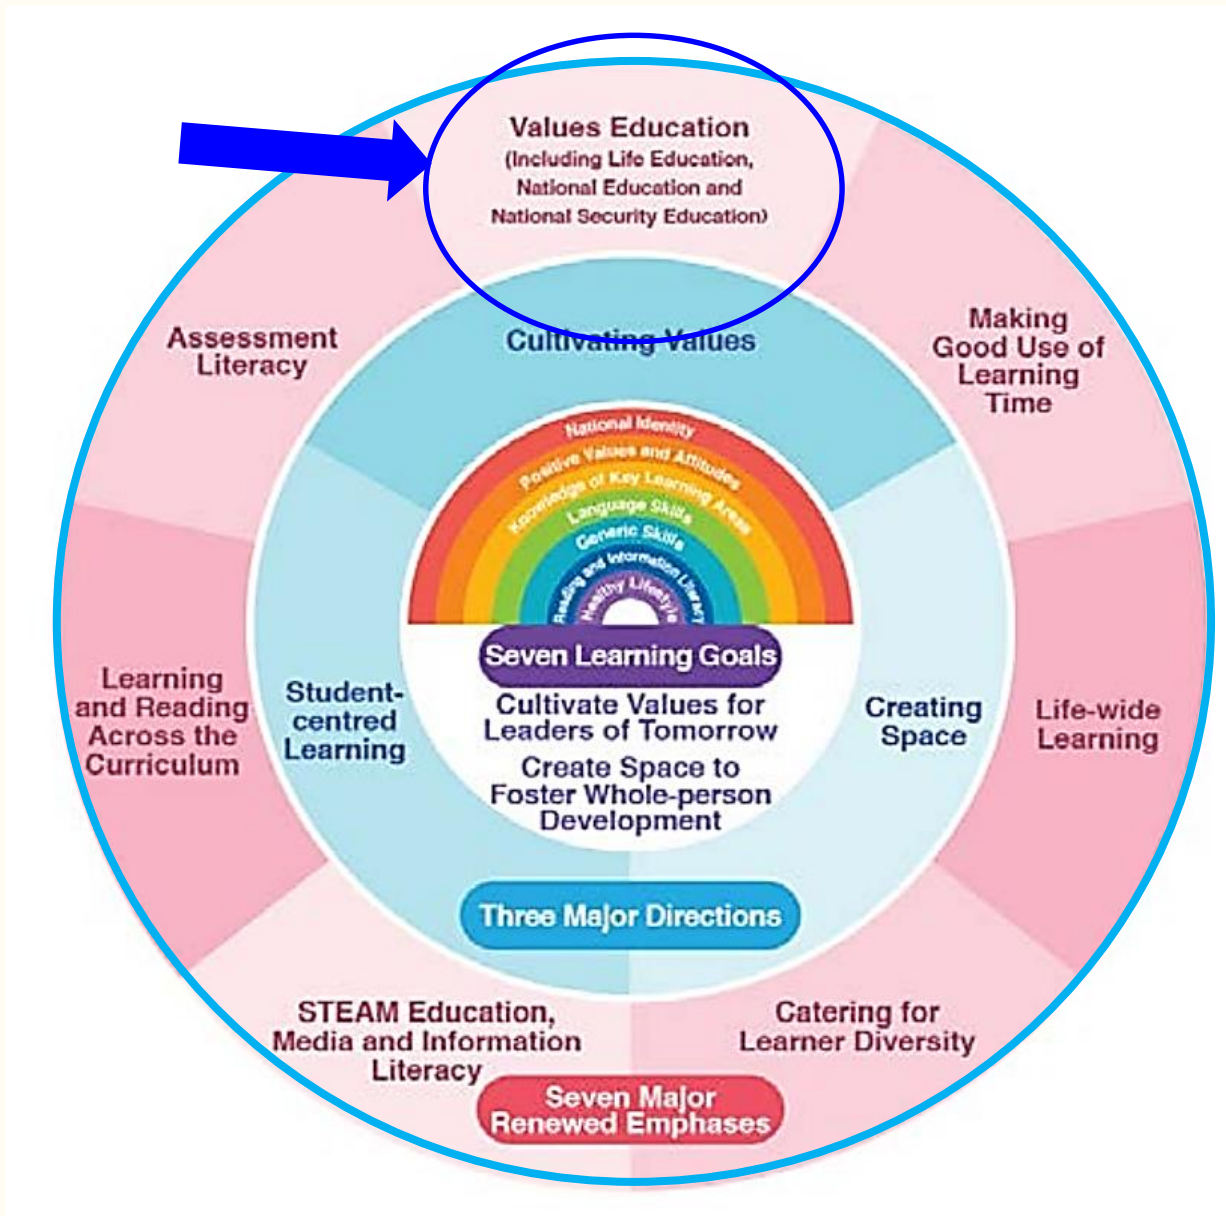 Values Education
(Including Life Education,
National Education and
National Security Education)
Assessment
Literacy
Cultivating Values
Making
Good Use of
Learning
Time
National Identity
Positive Values and Attitudes
Knowledge of Key Learning Areas
Language Skills
Generic Skills
Reading and Information Literacy
Healthy Lifestyle
Seven Learning Goals
Cultivate Values for
Leaders of Tomorrow
Create Space to
Foster Whole-person
Development
Learning
and Reading
Across the
Curriculum
Student-
centred
Learning
Creating
Space
Life-wide
Learning
Three Major Directions
STEAM Education,
Media and Information
Literacy
Catering for
Learner Diversity
Seven Major
Renewed Emphases